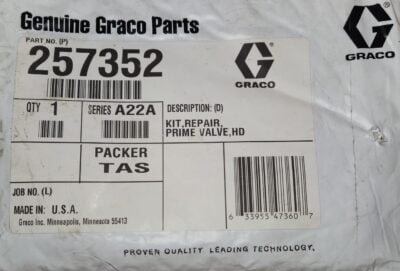 Genuine Graco Parts
PART NO. (P)
257352
GRACO
QTY 1
SERIES A22A
DESCRIPTION: (D)
KIT,REPAIR,
PRIME VALVE,HD
PACKER
TAS
JOB NO. (L)
MADE IN: U.S.A.
Graco Inc. Minneapolis, Minnesota 55413
6 33955 47360 7
PROVEN QUALITY. LEADING TECHNOLOGY.
GRACO